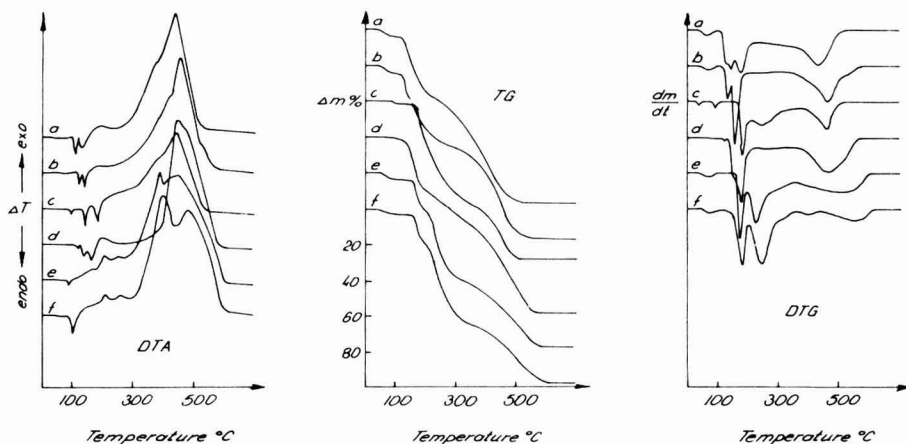 exo
ΔT
endo
a
b
c
d
e
f
DTA
100
300
500
Temperature °C
a
b
c
d
e
f
TG
Δm%
20
40
60
80
100
300
500
Temperature °C
a
b
c
d
e
f
dm
dt
DTG
100
300
500
Temperature °C